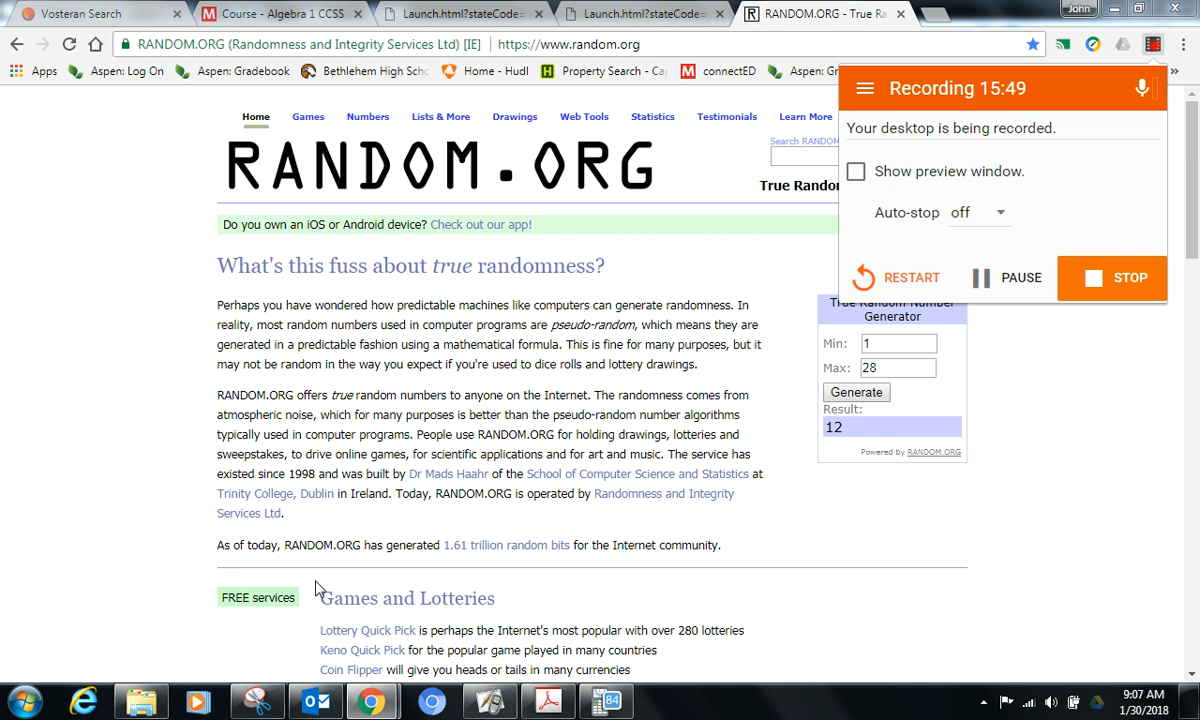 Vosteran Search
Course - Algebra 1 CCSS
Launch.html?stateCode=
Launch.html?stateCode=
RANDOM.ORG - True Ra
John
RANDOM.ORG (Randomness and Integrity Services Ltd) [IE] | https://www.random.org
Apps
Aspen: Log On
Aspen: Gradebook
Bethlehem High Scho
Home - Hudl
Property Search - Cap
connectED
Aspen: Gr
»
Recording 15:49
Your desktop is being recorded.
Show preview window.
Auto-stop off
RESTART
PAUSE
STOP
Home
Games
Numbers
Lists & More
Drawings
Web Tools
Statistics
Testimonials
Learn More
Search RANDOM
RANDOM.ORG
True Random
Do you own an iOS or Android device? Check out our app!
What's this fuss about true randomness?
Perhaps you have wondered how predictable machines like computers can generate randomness. In
reality, most random numbers used in computer programs are pseudo-random, which means they are
generated in a predictable fashion using a mathematical formula. This is fine for many purposes, but it
may not be random in the way you expect if you're used to dice rolls and lottery drawings.
RANDOM.ORG offers true random numbers to anyone on the Internet. The randomness comes from
atmospheric noise, which for many purposes is better than the pseudo-random number algorithms
typically used in computer programs. People use RANDOM.ORG for holding drawings, lotteries and
sweepstakes, to drive online games, for scientific applications and for art and music. The service has
existed since 1998 and was built by Dr Mads Haahr of the School of Computer Science and Statistics at
Trinity College, Dublin in Ireland. Today, RANDOM.ORG is operated by Randomness and Integrity
Services Ltd.
As of today, RANDOM.ORG has generated 1.61 trillion random bits for the Internet community.
True Random Number
Generator
Min: 1
Max: 28
Generate
Result:
12
Powered by RANDOM.ORG
FREE services
Games and Lotteries
Lottery Quick Pick is perhaps the Internet's most popular with over 280 lotteries
Keno Quick Pick for the popular game played in many countries
Coin Flipper will give you heads or tails in many currencies
84
9:07 AM
1/30/2018